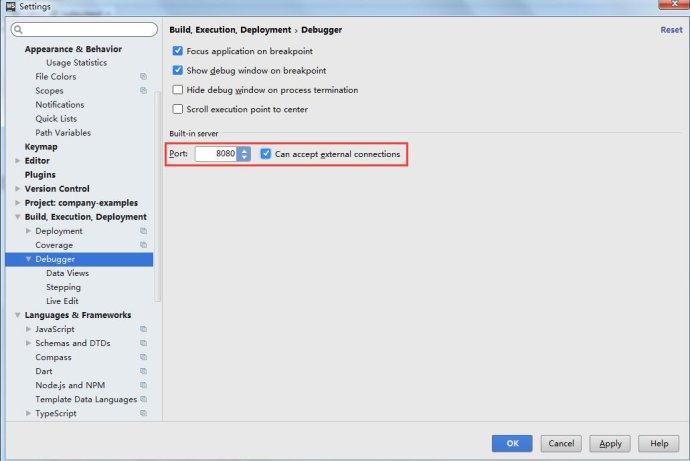 WS Settings
Appearance & Behavior
Usage Statistics
File Colors
Scopes
Notifications
Quick Lists
Path Variables
Keymap
Editor
Plugins
Version Control
Project: company-examples
Build, Execution, Deployment
Deployment
Coverage
Debugger
Data Views
Stepping
Live Edit
Languages & Frameworks
JavaScript
Schemas and DTDs
Compass
Dart
Node.js and NPM
Template Data Languages
TypeScript
Build, Execution, Deployment › Debugger
Reset
Focus application on breakpoint
Show debug window on breakpoint
Hide debug window on process termination
Scroll execution point to center
Built-in server
Port: 8080 Can accept external connections
OK Cancel Apply Help